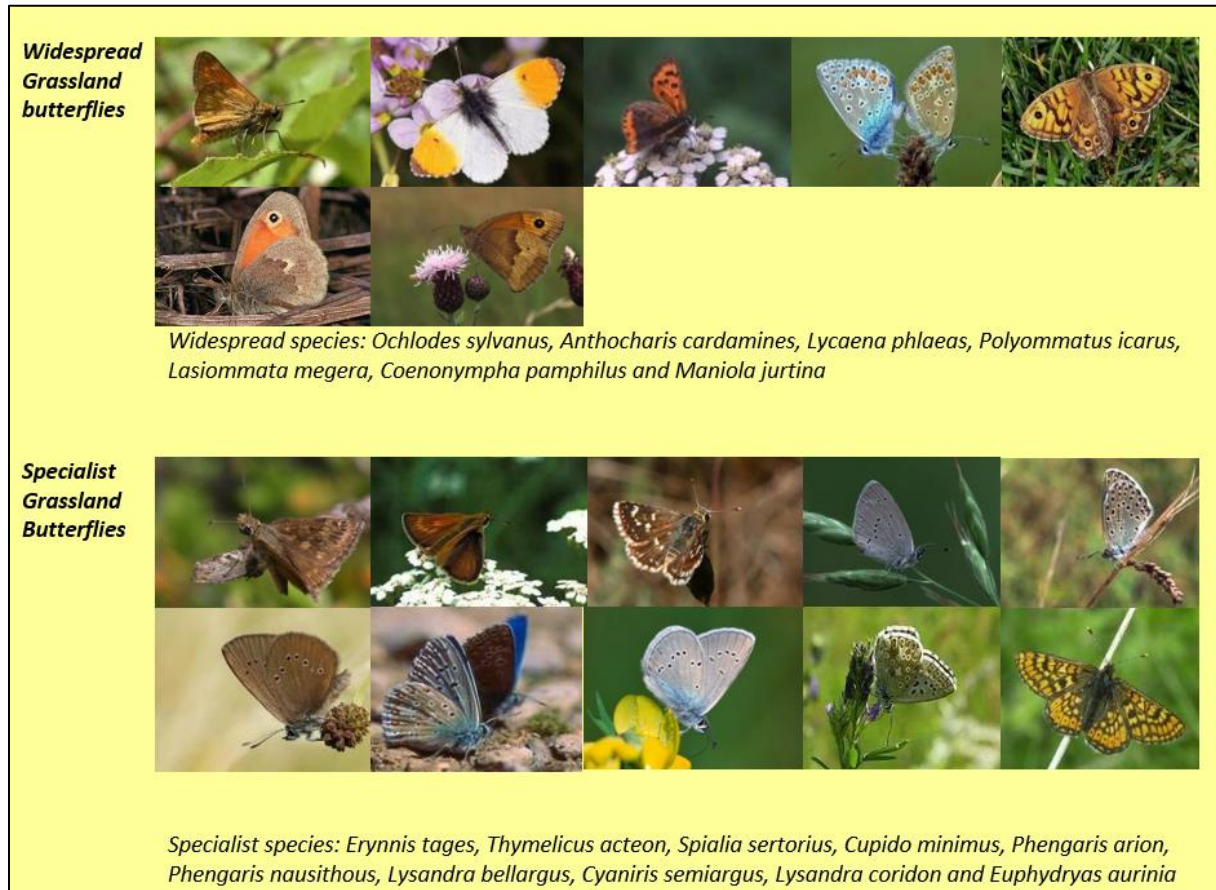 Widespread
Grassland
butterflies
Widespread species: Ochlodes sylvanus, Anthocharis cardamines, Lycaena phlaeas, Polyommatus icarus,
Lasiommata megera, Coenonympha pamphilus and Maniola jurtina
Specialist
Grassland
Butterflies
Specialist species: Erynnis tages, Thymelicus acteon, Spialia sertorius, Cupido minimus, Phengaris arion,
Phengaris nausithous, Lysandra bellargus, Cyaniris semiargus, Lysandra coridon and Euphydryas aurinia